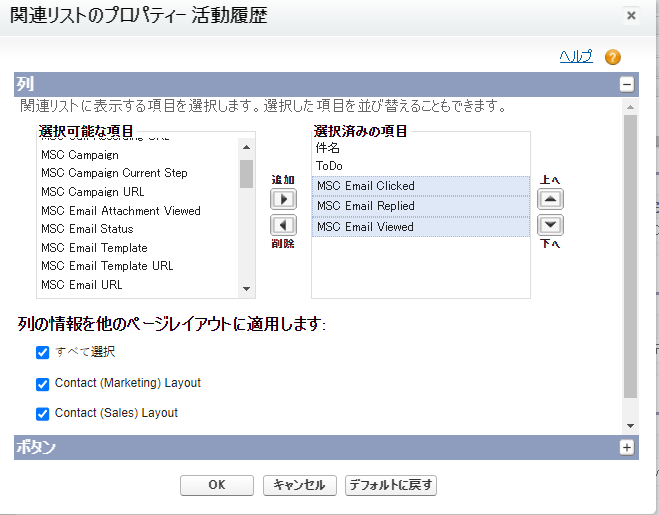 関連リストのプロパティー 活動履歴
ヘルプ
列
関連リストに表示する項目を選択します。選択した項目を並び替えることもできます。
選択可能な項目
MSC Call Recording URL
MSC Campaign
MSC Campaign Current Step
MSC Campaign URL
MSC Email Attachment Viewed
MSC Email Status
MSC Email Template
MSC Email Template URL
MSC Email URL
追加
削除
選択済みの項目
件名
ToDo
MSC Email Clicked
MSC Email Replied
MSC Email Viewed
上へ
下へ
列の情報を他のページレイアウトに適用します:
すべて選択
Contact (Marketing) Layout
Contact (Sales) Layout
ボタン
OK
キャンセル
デフォルトに戻す